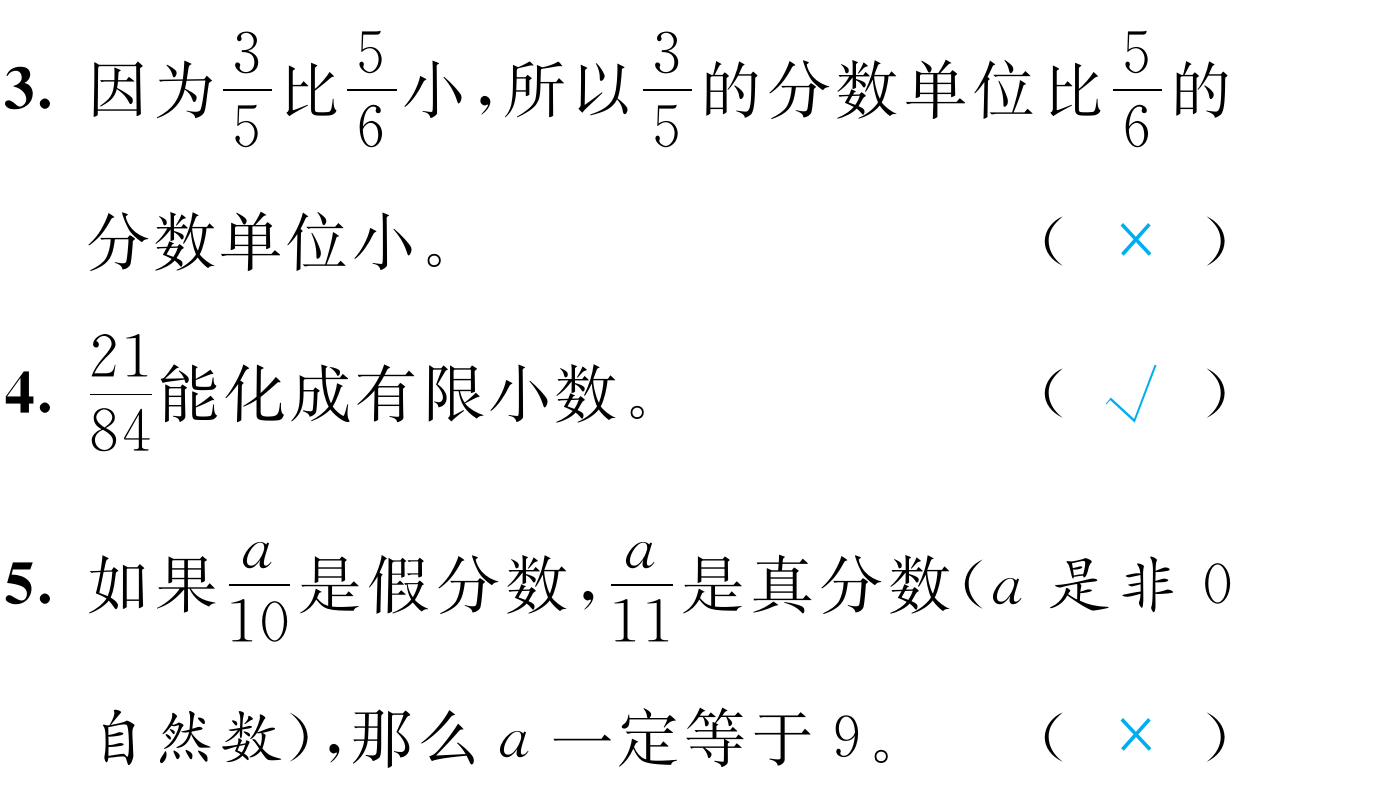 3. 因为3/5比5/6小,所以3/5的分数单位比5/6的
分数单位小。 ( × )
4. 21/84能化成有限小数。 ( √ )
5. 如果a/10是假分数,a/11是真分数(a 是非 0
自然数),那么 a 一定等于 9。 ( × )